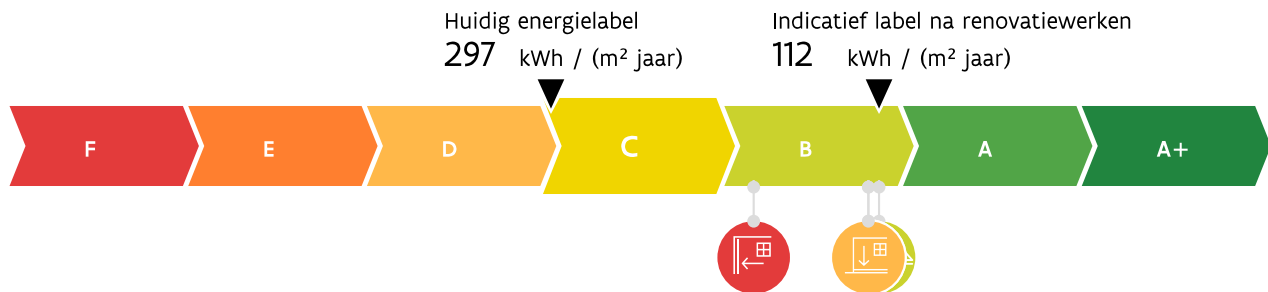 Huidig energielabel
297 kWh / (m² jaar)
Indicatief label na renovatiewerken
112 kWh / (m² jaar)
F
E
D
C
B
A
A+